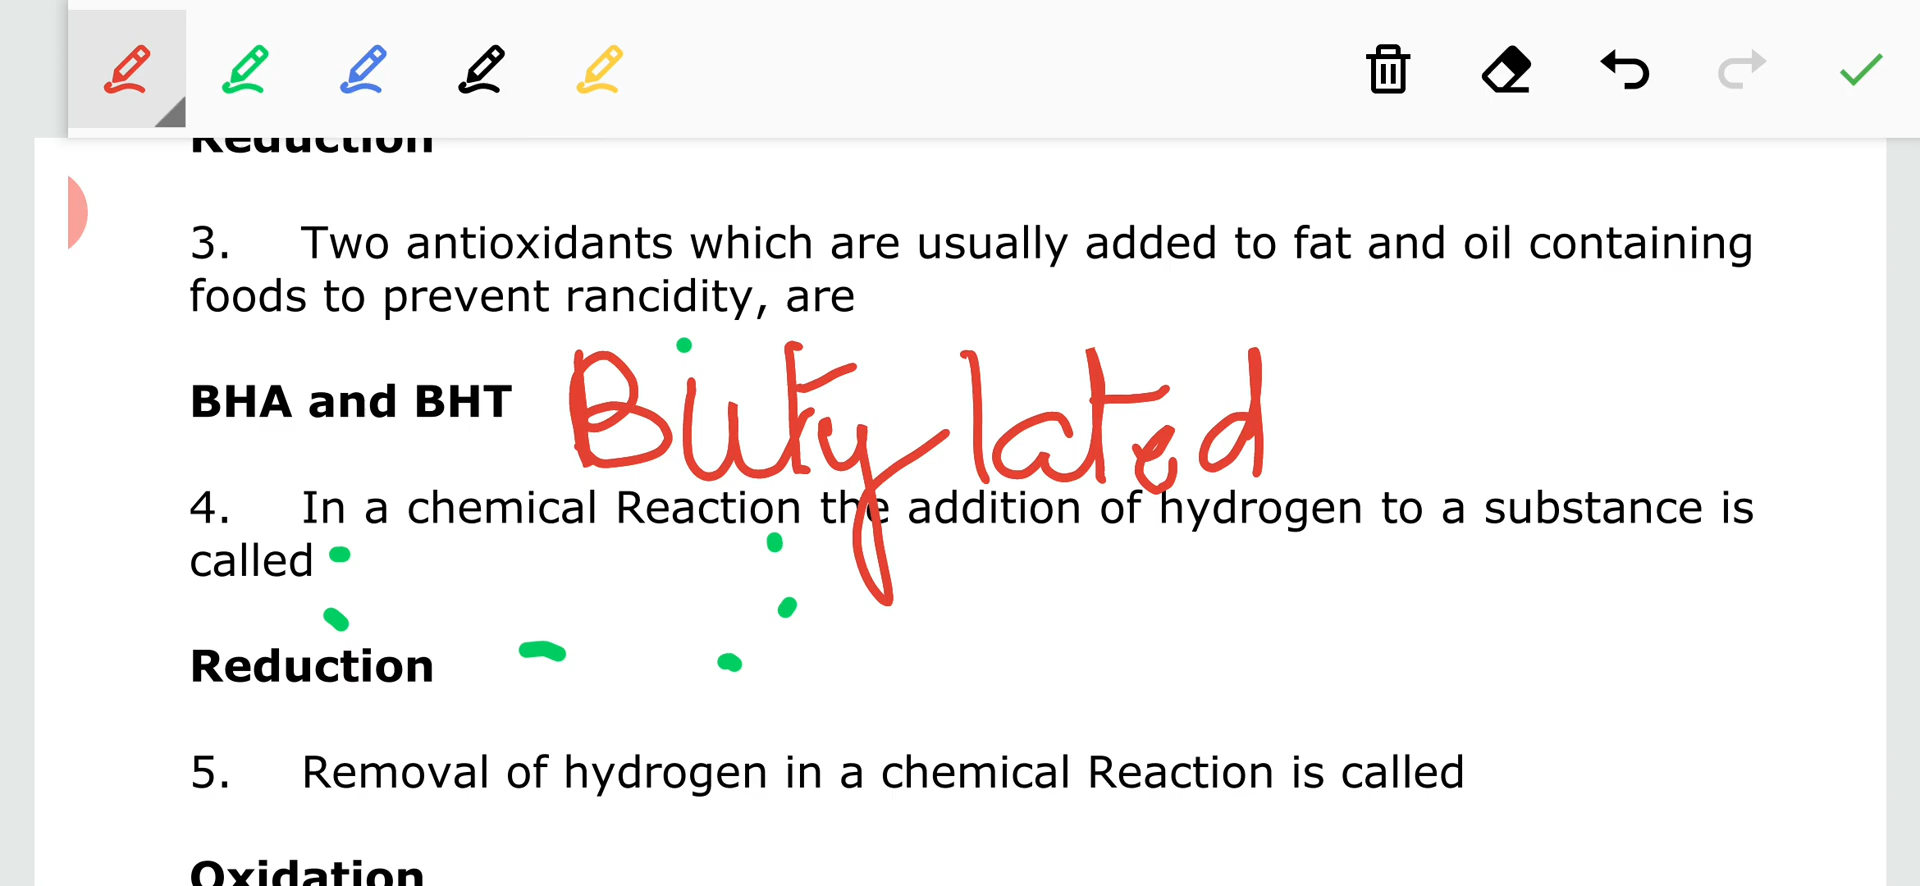 Reduction
3. Two antioxidants which are usually added to fat and oil containing
foods to prevent rancidity, are
BHA and BHT Butylated
4. In a chemical Reaction the addition of hydrogen to a substance is
called
Reduction
5. Removal of hydrogen in a chemical Reaction is called
Oxidation